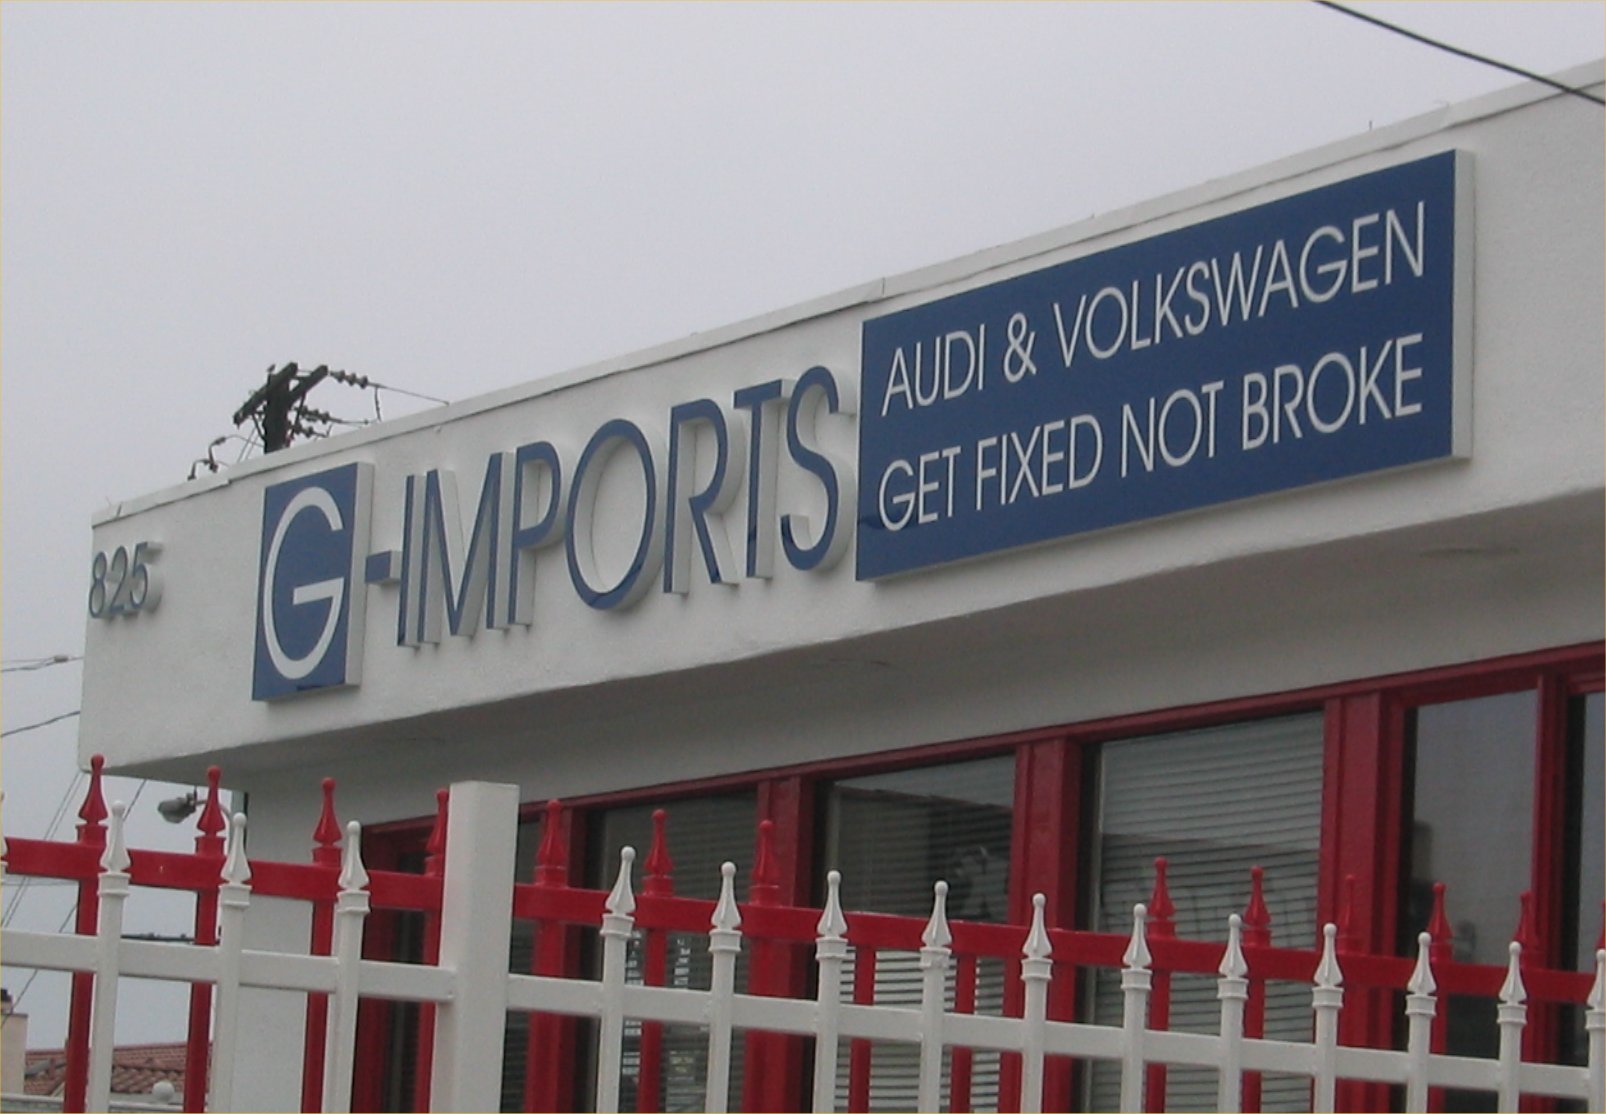 825
G-IMPORTS
AUDI & VOLKSWAGEN
GET FIXED NOT BROKE